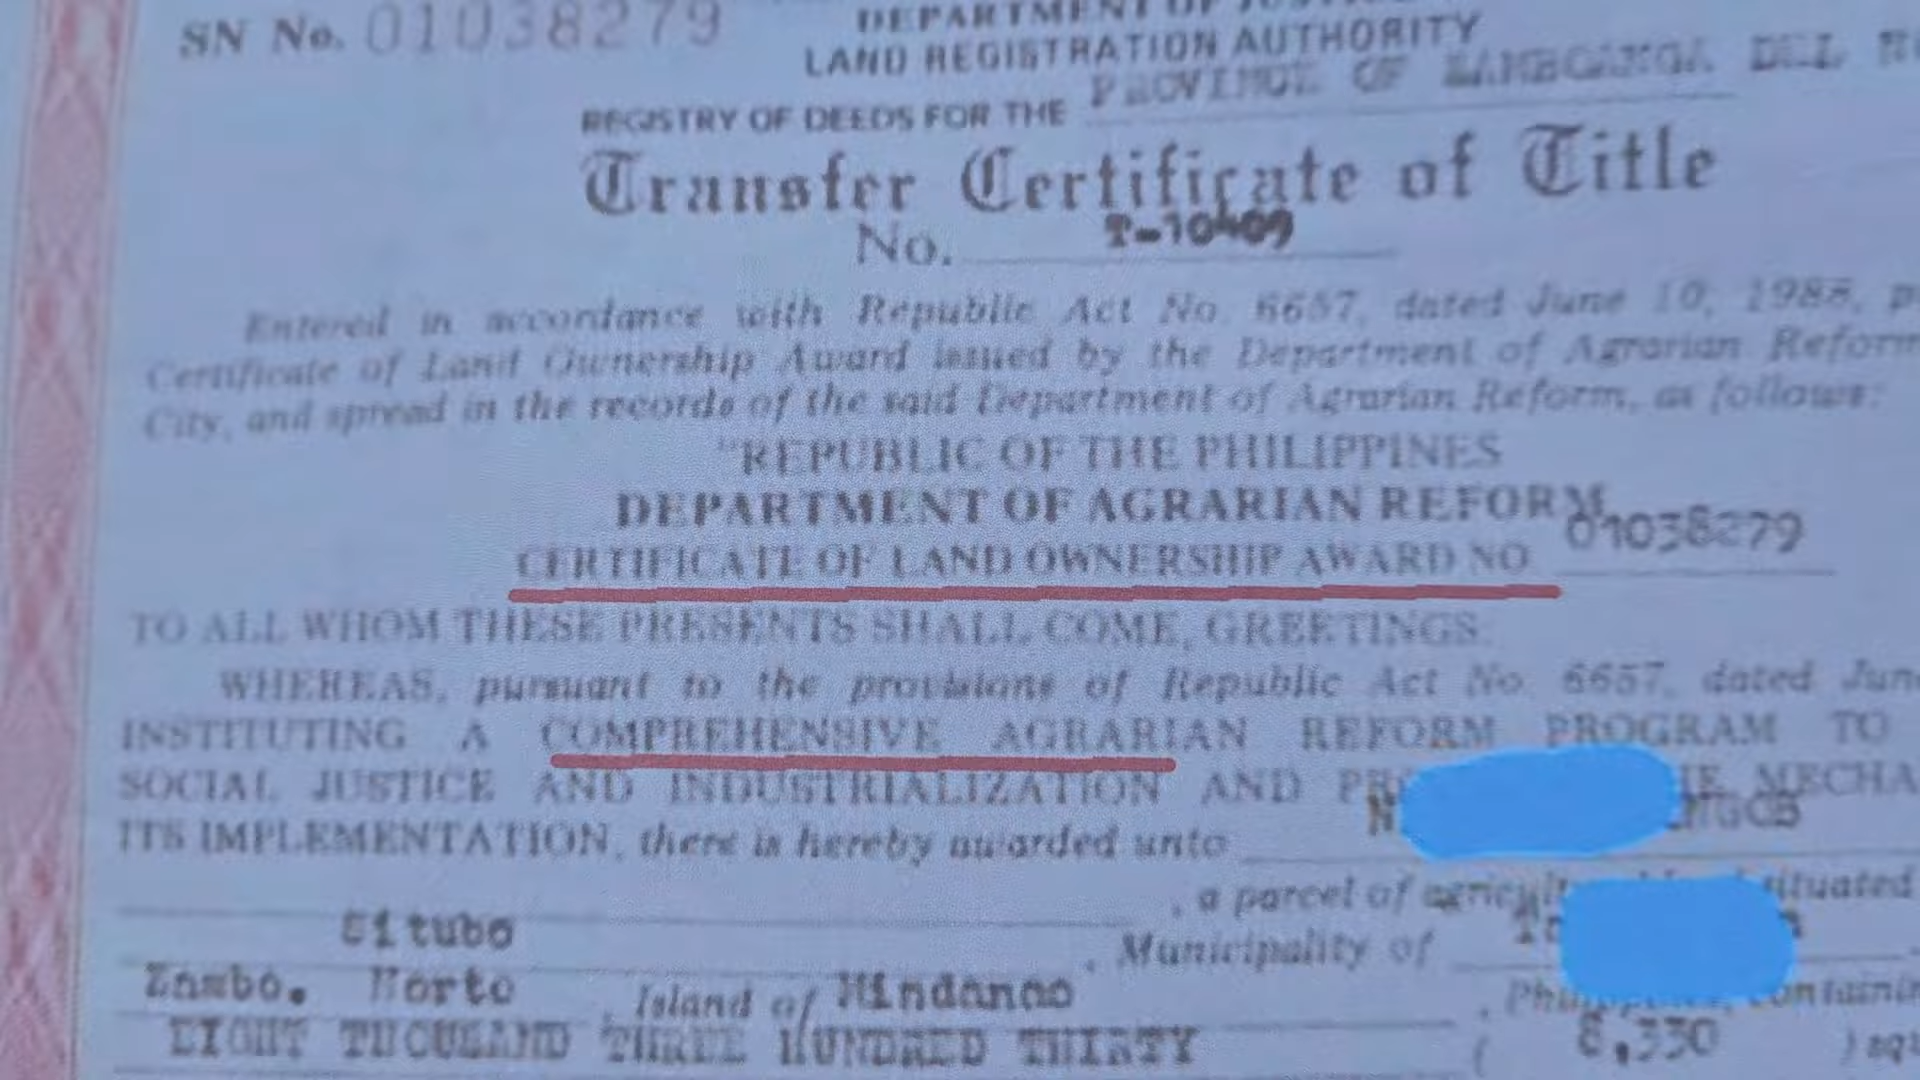 SN No. 01038279
DEPARTMENT OF
LAND REGISTRATION AUTHORITY
REGISTRY OF DEEDS FOR THE PROVINCE OF ZAMBOANGA DEL
Transfer Certificate of Title
No. T-10409
Entered in accordance with Republic Act No. 6657, dated June 10, 1988,
Certificate of Land Ownership Award issued by the Department of Agrarian Reform
City, and spread in the records of the said Department of Agrarian Reform, as follows:
"REPUBLIC OF THE PHILIPPINES
DEPARTMENT OF AGRARIAN REFORM
CERTIFICATE OF LAND OWNERSHIP AWARD NO 01038279
TO ALL WHOM THESE PRESENTS SHALL COME, GREETINGS:
WHEREAS, pursuant to the provisions of Republic Act No. 6657, dated
INSTITUTING A COMPREHENSIVE AGRARIAN REFORM PROGRAM TO
SOCIAL JUSTICE AND INDUSTRIALIZATION AND
ITS IMPLEMENTATION, there is hereby awarded unto
, a parcel of situated
Situbo , Municipality of
Zambo. Norte , Island of Mindanao ,
EIGHT THOUSAND THREE HUNDRED THIRTY ( 8,330 )